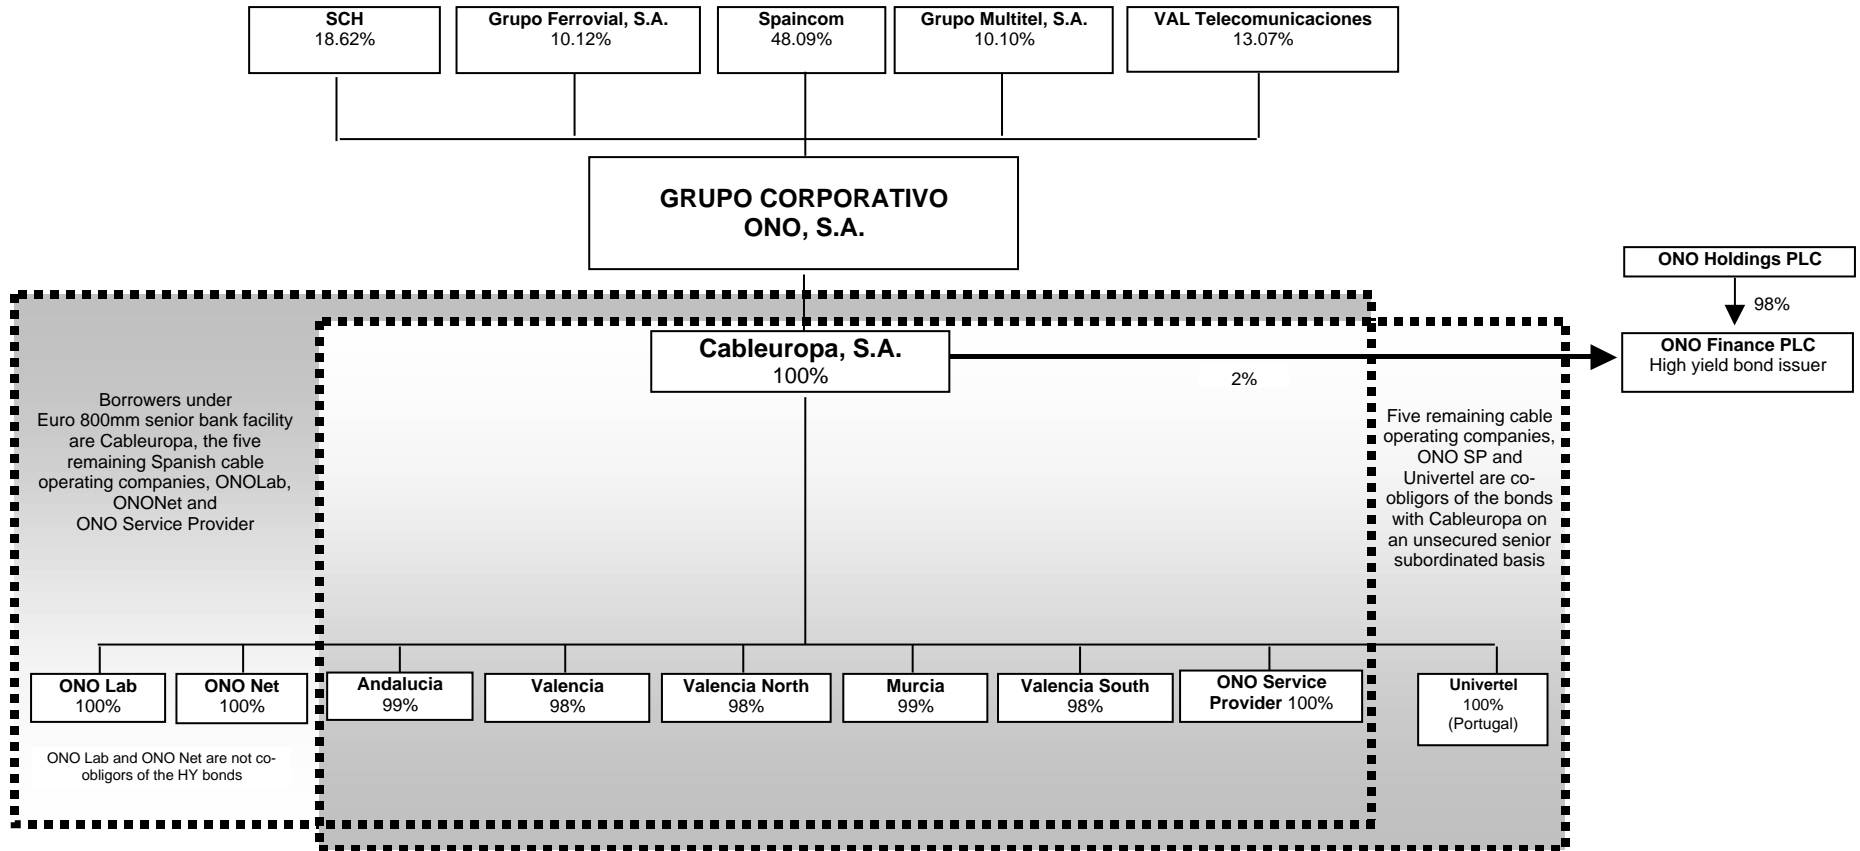 SCH
18.62%
Grupo Ferrovial, S.A.
10.12%
Spaincom
48.09%
Grupo Multitel, S.A.
10.10%
VAL Telecomunicaciones
13.07%
GRUPO CORPORATIVO
ONO, S.A.
ONO Holdings PLC
98%
ONO Finance PLC
High yield bond issuer
Cableuropa, S.A.
100%
2%
Borrowers under
Euro 800mm senior bank facility
are Cableuropa, the five
remaining Spanish cable
operating companies, ONOLab,
ONONet and
ONO Service Provider
Five remaining cable
operating companies,
ONO SP and
Univertel are co-
obligors of the bonds
with Cableuropa on
an unsecured senior
subordinated basis
ONO Lab
100%
ONO Net
100%
Andalucia
99%
Valencia
98%
Valencia North
98%
Murcia
99%
Valencia South
98%
ONO Service
Provider 100%
Univertel
100%
(Portugal)
ONO Lab and ONO Net are not co-
obligors of the HY bonds